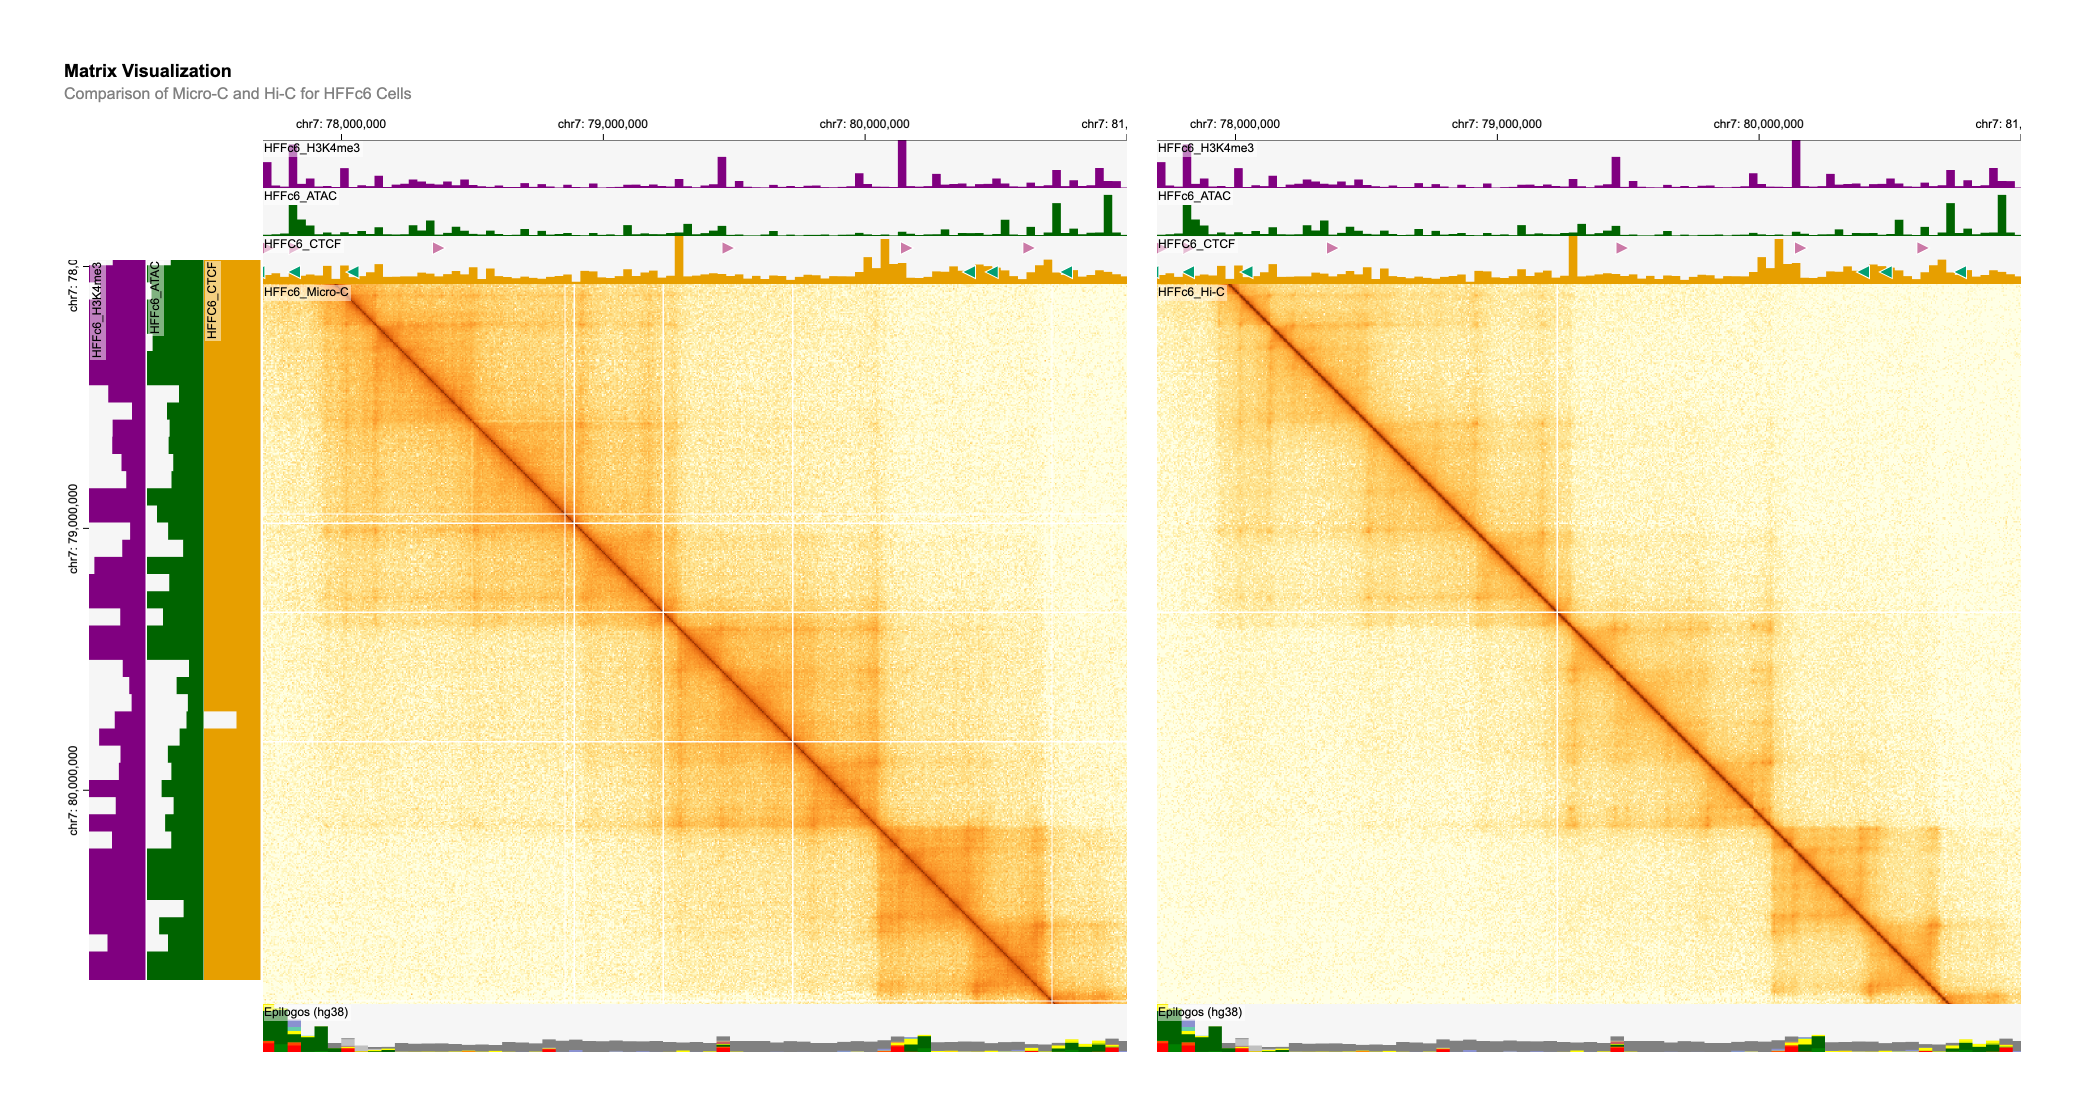 Matrix Visualization
Comparison of Micro-C and Hi-C for HFFc6 Cells
chr7: 78,000,000
chr7: 79,000,000
chr7: 80,000,000
chr7: 81,
chr7: 78,000,000
chr7: 79,000,000
chr7: 80,000,000
chr7: 81,
HFFc6_H3K4me3
HFFc6_H3K4me3
HFFc6_ATAC
HFFc6_ATAC
HFFC6_CTCF
HFFC6_CTCF
chr7: 78,0
chr7: 79,000,000
chr7: 80,000,000
HFFc6_H3K4me3
HFFc6_ATAC
HFFC6_CTCF
HFFc6_Micro-C
HFFc6_Hi-C
Epilogos (hg38)
Epilogos (hg38)